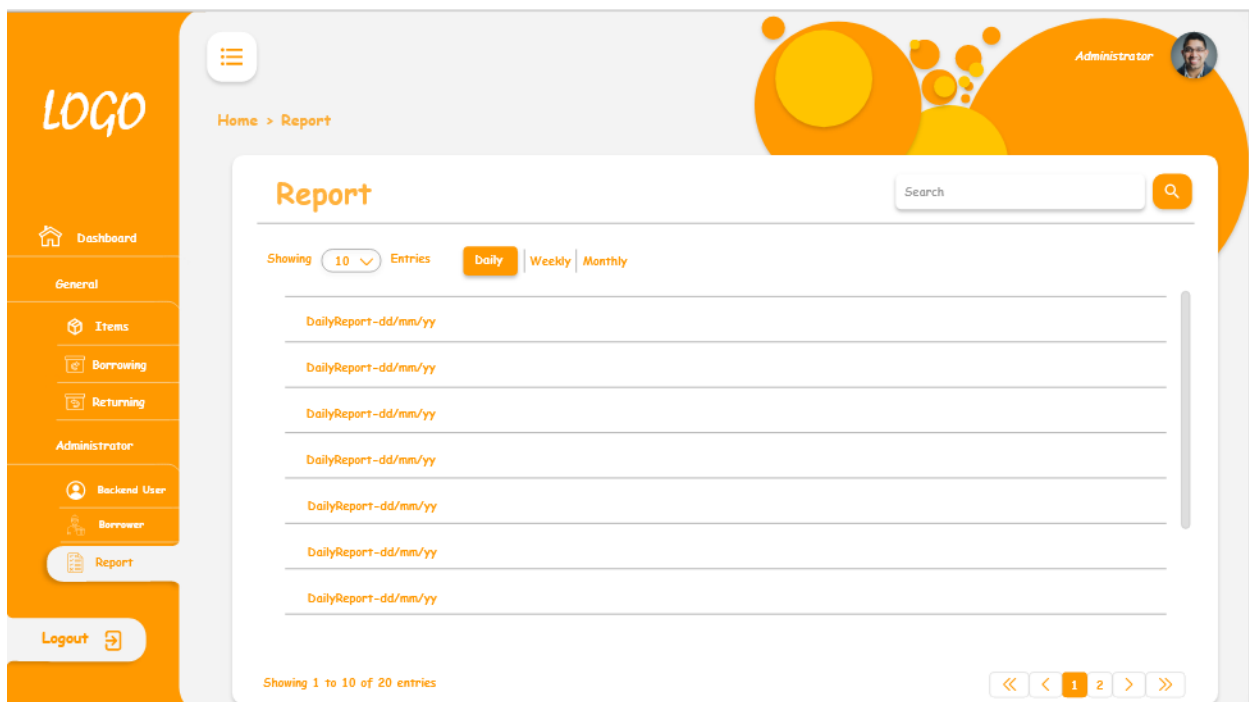 LOGO
Dashboard
General
Items
Borrowing
Returning
Administrator
Backend User
Borrower
Report
Logout
Administrator
Home > Report
Report
Search
Showing 10 Entries
Daily Weekly Monthly
DailyReport-dd/mm/yy
DailyReport-dd/mm/yy
DailyReport-dd/mm/yy
DailyReport-dd/mm/yy
DailyReport-dd/mm/yy
DailyReport-dd/mm/yy
DailyReport-dd/mm/yy
Showing 1 to 10 of 20 entries
1 2